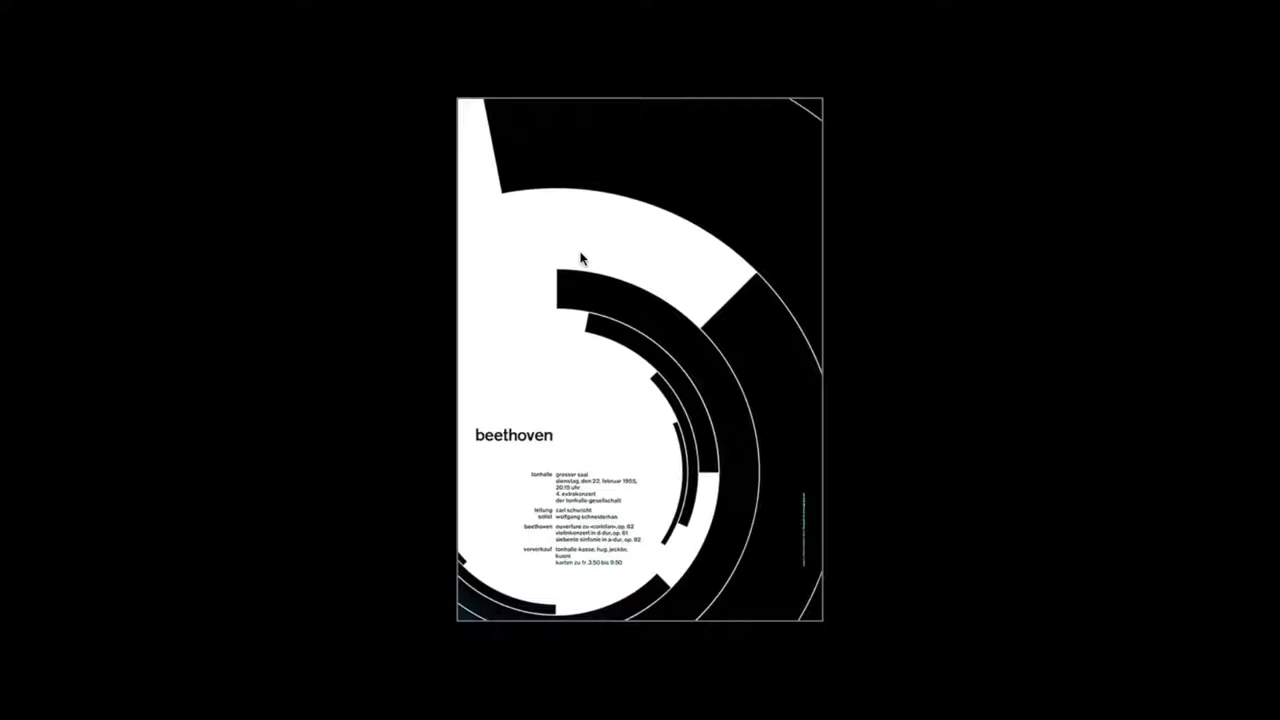 beethoven
tonhalle grosser saal
dienstag, den 22. februar 1955,
20.15 uhr
4. extrakonzert
der tonhalle-gesellschaft
leitung carl schuricht
solist wolfgang schneiderhan
beethoven ouvertüre zu «coriolan», op. 62
violinkonzert in d-dur, op. 61
siebente sinfonie in a-dur, op. 92
vorverkauf tonhalle-kasse, hug, jecklin,
kuoni
karten zu fr. 3.50 bis 9.50